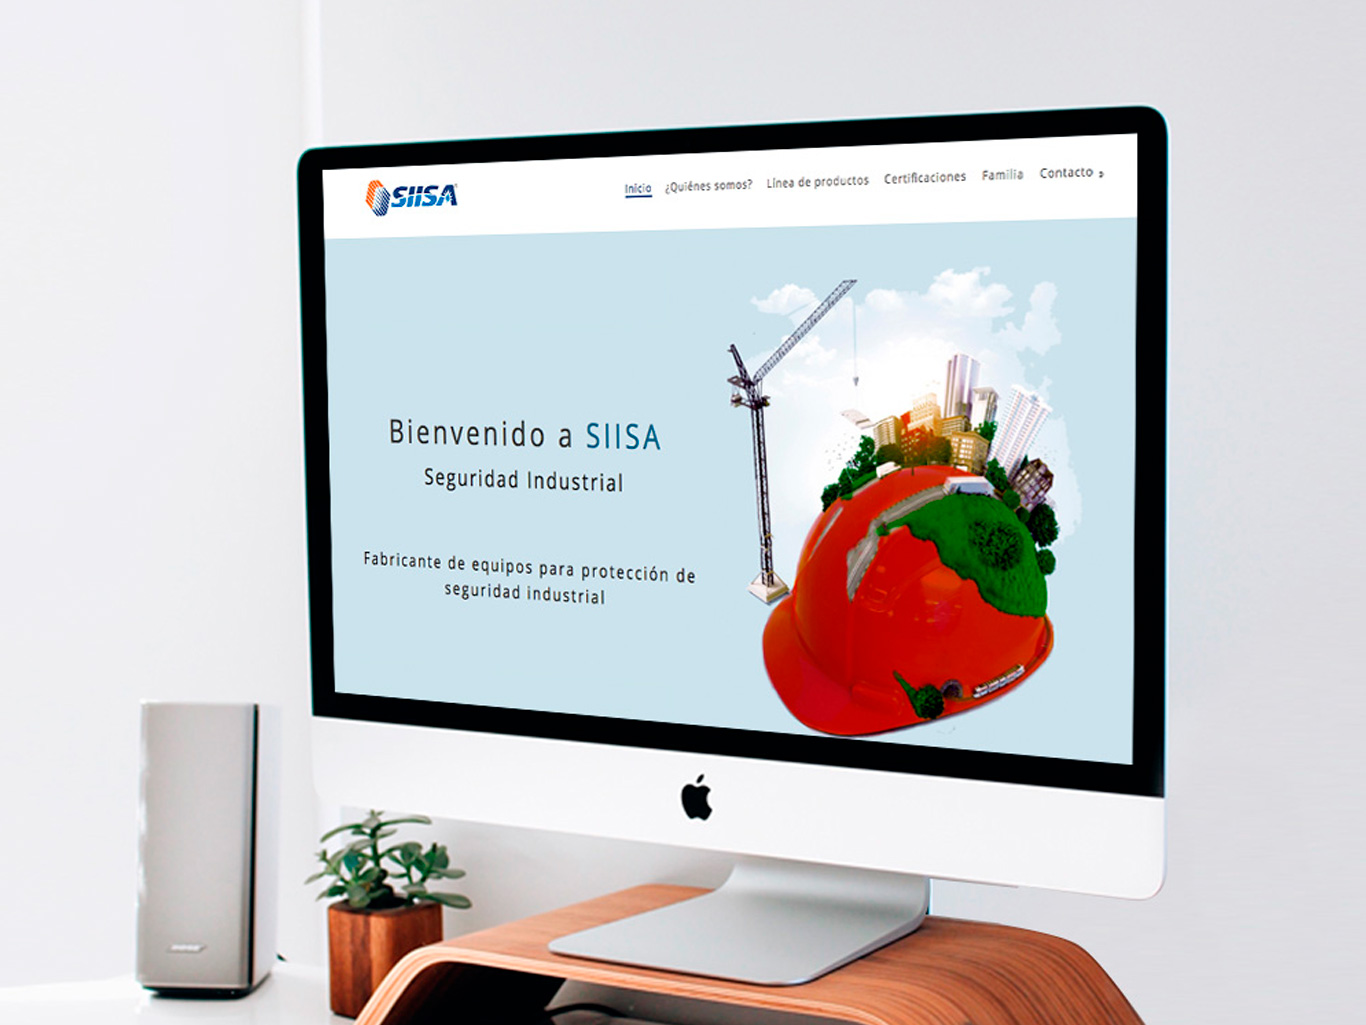 SIISA
Inicio ¿Quiénes somos? Línea de productos Certificaciones Familia Contacto
Bienvenido a SIISA
Seguridad Industrial
Fabricante de equipos para protección de
seguridad industrial
BOSE